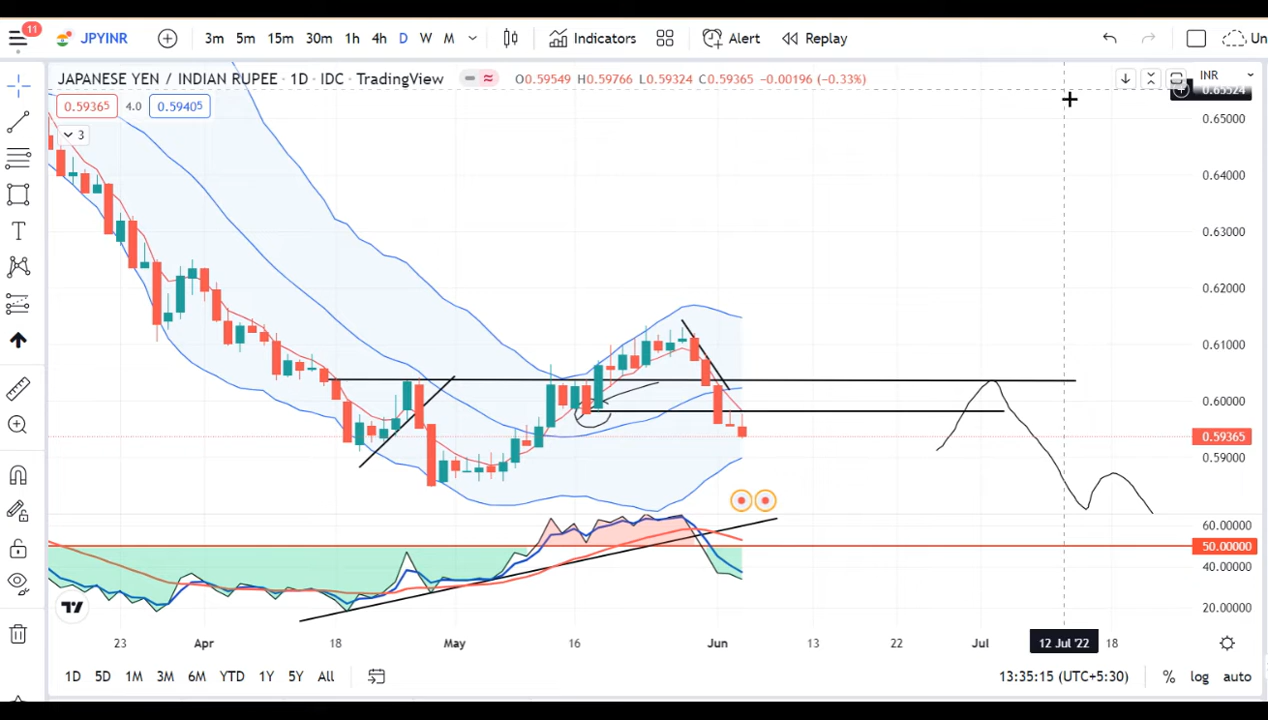 11
JPYINR 3m 5m 15m 30m 1h 4h D W M Indicators Alert Replay Un
JAPANESE YEN / INDIAN RUPEE · 1D · IDC · TradingView O0.59549 H0.59766 L0.59324 C0.59365 −0.00196 (−0.33%) INR
0.59365 4.0 0.59405 0.65524
3
0.65000
0.64000
0.63000
0.62000
0.61000
0.60000
0.59365
0.59000
60.00000
50.00000
40.00000
20.00000
23 Apr 18 May 16 Jun 13 22 Jul 12 Jul '22 18
1D 5D 1M 3M 6M YTD 1Y 5Y All 13:35:15 (UTC+5:30) % log auto